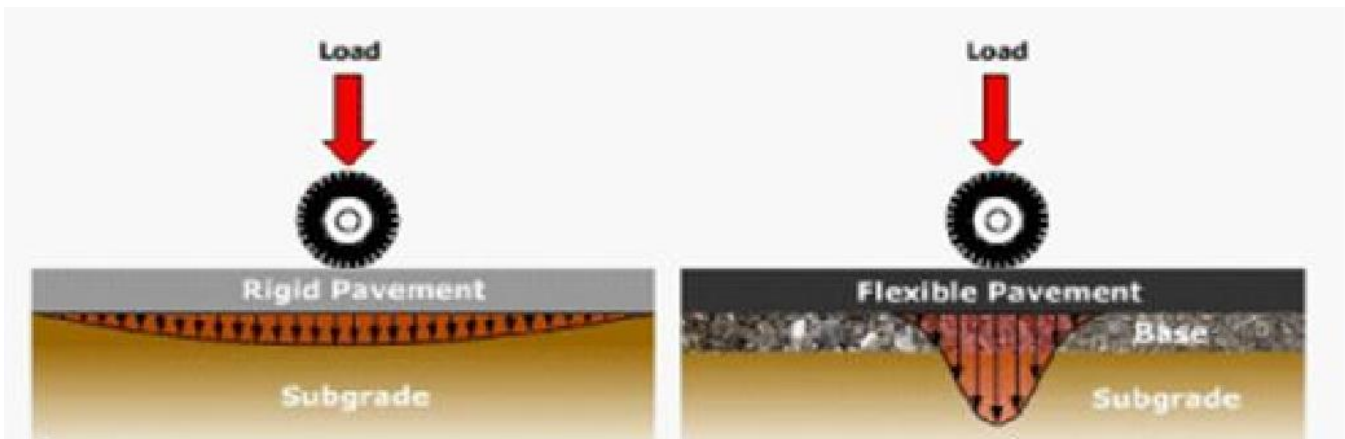 Load
Rigid Pavement
Subgrade
Load
Flexible Pavement
Base
Subgrade